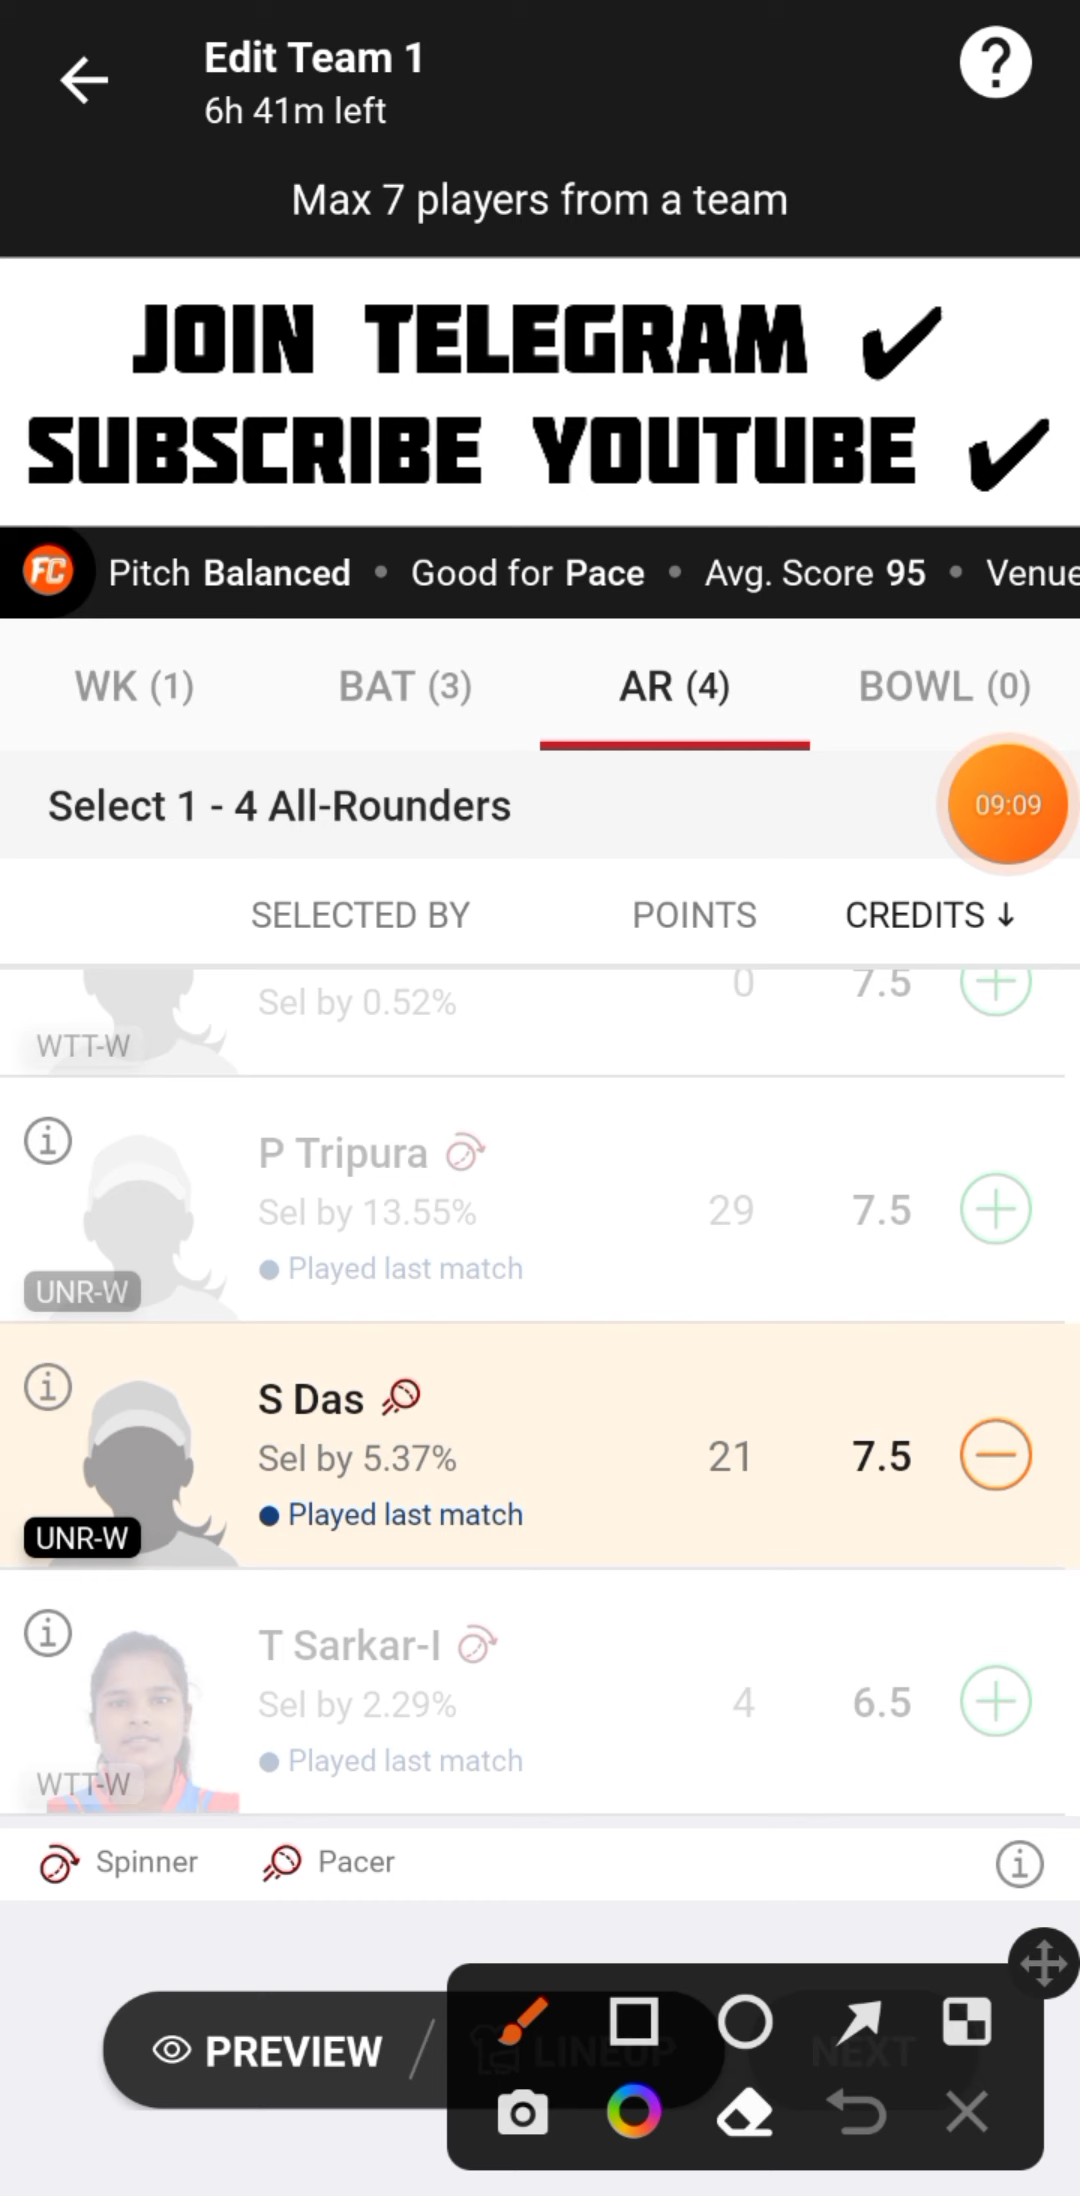 Edit Team 1
6h 41m left
Max 7 players from a team
JOIN TELEGRAM ✔
SUBSCRIBE YOUTUBE ✔
FC Pitch Balanced • Good for Pace • Avg. Score 95 • Venue
WK (1) BAT (3) AR (4) BOWL (0)
Select 1 - 4 All-Rounders
09:09
SELECTED BY POINTS CREDITS ↓
Sel by 0.52% 0 7.5
WTT-W
P Tripura
Sel by 13.55% 29 7.5
Played last match
UNR-W
S Das
Sel by 5.37% 21 7.5
Played last match
UNR-W
T Sarkar-I
Sel by 2.29% 4 6.5
Played last match
WTT-W
Spinner Pacer
PREVIEW / LINEUP NEXT